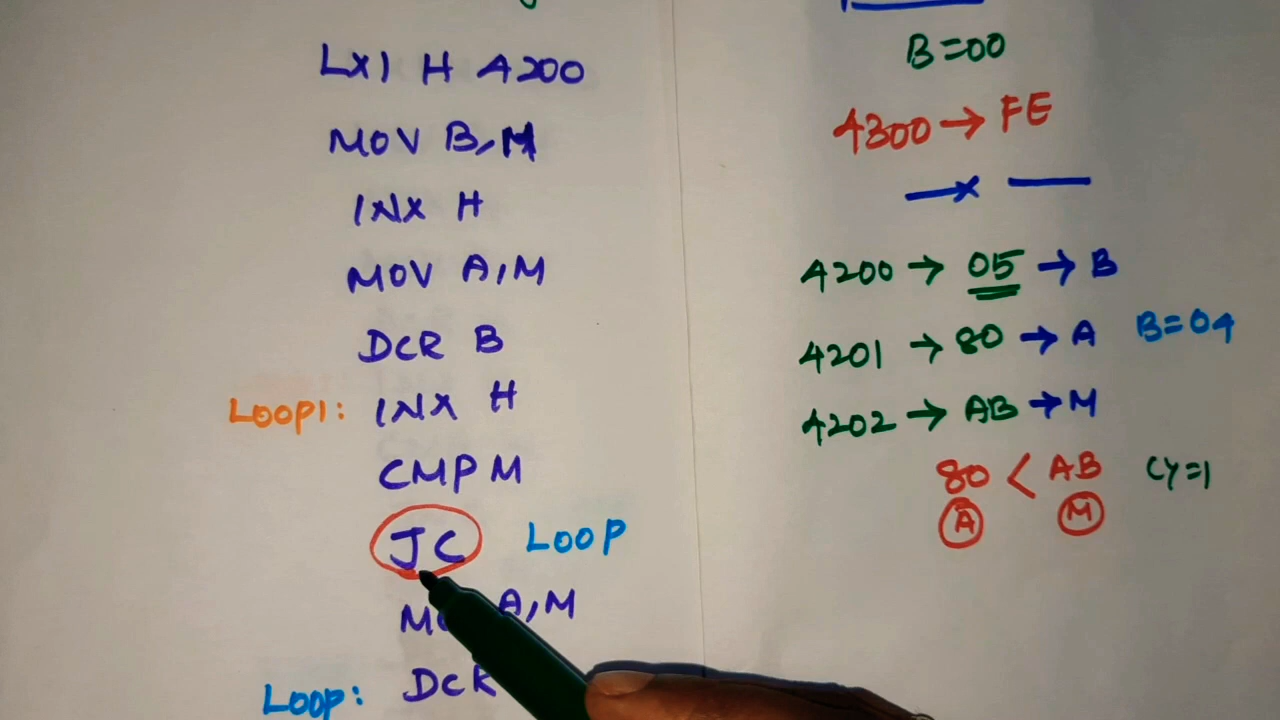 LXI H 4200
MOV B,M
INX H
MOV A,M
DCR B
LOOP1: INX H
CMP M
JC LOOP
A,M
LOOP: DCR
B=00
4300→FE
4200→05→B
4201→80→A B=04
4202→AB→M
80<AB CY=1
A M